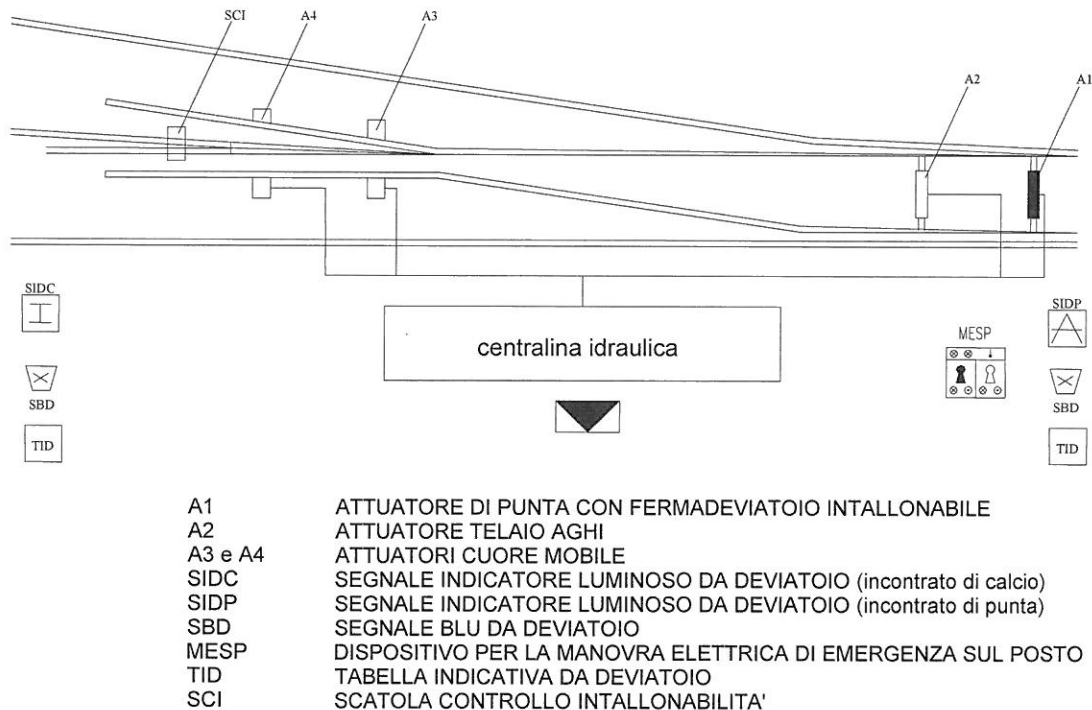 SCI
A4
A3
A2
A1
SIDC
SBD
TID
centralina idraulica
MESP
SIDP
SBD
TID
A1 ATTUATORE DI PUNTA CON FERMADEVIATOIO INTALLONABILE
A2 ATTUATORE TELAIO AGHI
A3 e A4 ATTUATORI CUORE MOBILE
SIDC SEGNALE INDICATORE LUMINOSO DA DEVIATOIO (incontrato di calcio)
SIDP SEGNALE INDICATORE LUMINOSO DA DEVIATOIO (incontrato di punta)
SBD SEGNALE BLU DA DEVIATOIO
MESP DISPOSITIVO PER LA MANOVRA ELETTRICA DI EMERGENZA SUL POSTO
TID TABELLA INDICATIVA DA DEVIATOIO
SCI SCATOLA CONTROLLO INTALLONABILITA'